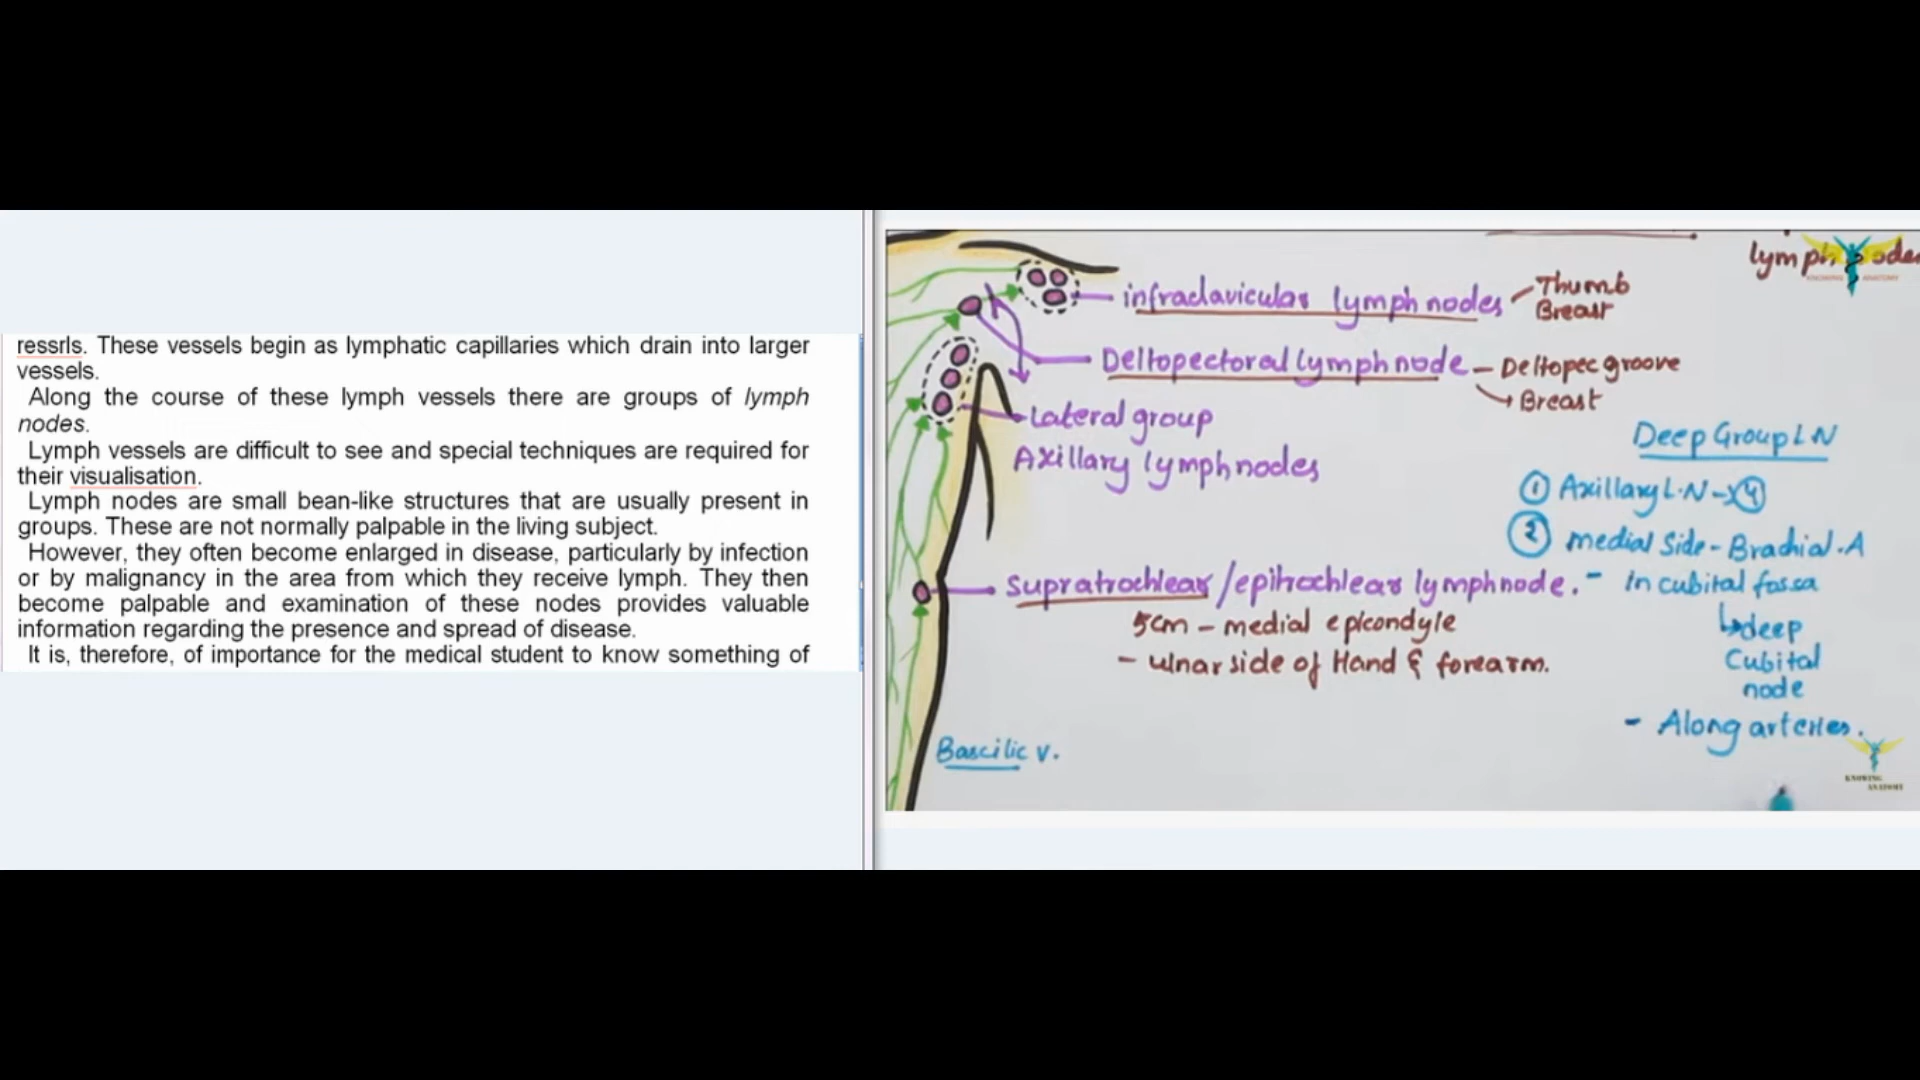 ressrls. These vessels begin as lymphatic capillaries which drain into larger
vessels.
Along the course of these lymph vessels there are groups of lymph
nodes.
Lymph vessels are difficult to see and special techniques are required for
their visualisation.
Lymph nodes are small bean-like structures that are usually present in
groups. These are not normally palpable in the living subject.
However, they often become enlarged in disease, particularly by infection
or by malignancy in the area from which they receive lymph. They then
become palpable and examination of these nodes provides valuable
information regarding the presence and spread of disease.
It is, therefore, of importance for the medical student to know something of
infraclavicular lymph nodes
Thumb
Breast
Deltopectoral lymph node - Deltopec groove
Breast
Lateral group
Axillary lymph nodes
Supratrochlear/epitrochlear lymph node.
5cm - medial epicondyle
- ulnar side of Hand & forearm.
Bascilic v.
Deep Group LN
① Axillary L.N - ④
② medial side - Brachial.A
- In cubital fossa
deep
Cubital
node
- Along arteries.
KNOWING
ANATOMY